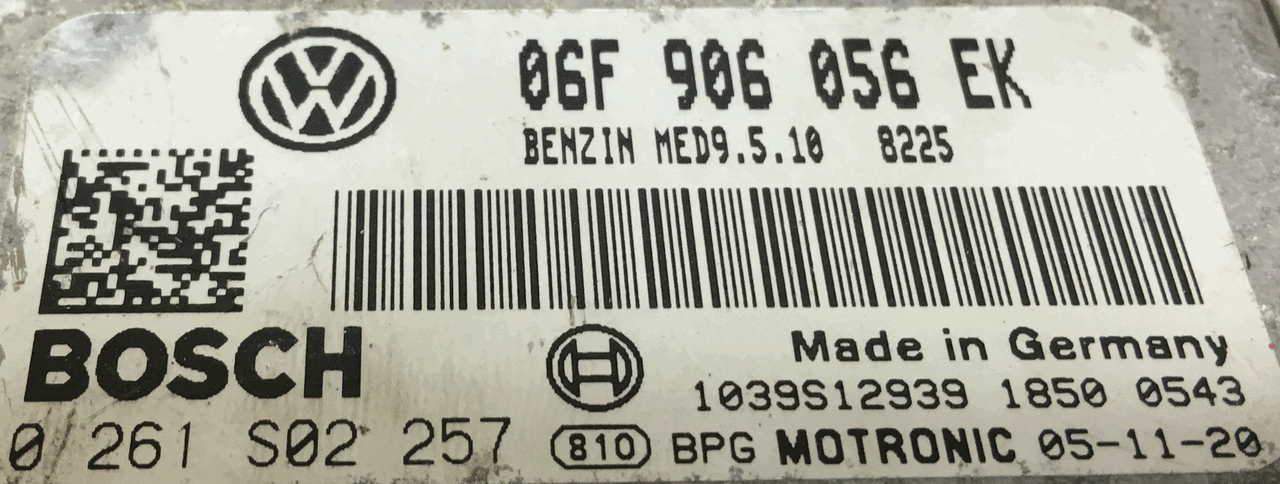 06F 906 056 EK
BENZIN MED9.5.10 8225
BOSCH
Made in Germany
1039S12939 1850 0543
0 261 S02 257
810 BPG MOTRONIC 05-11-20